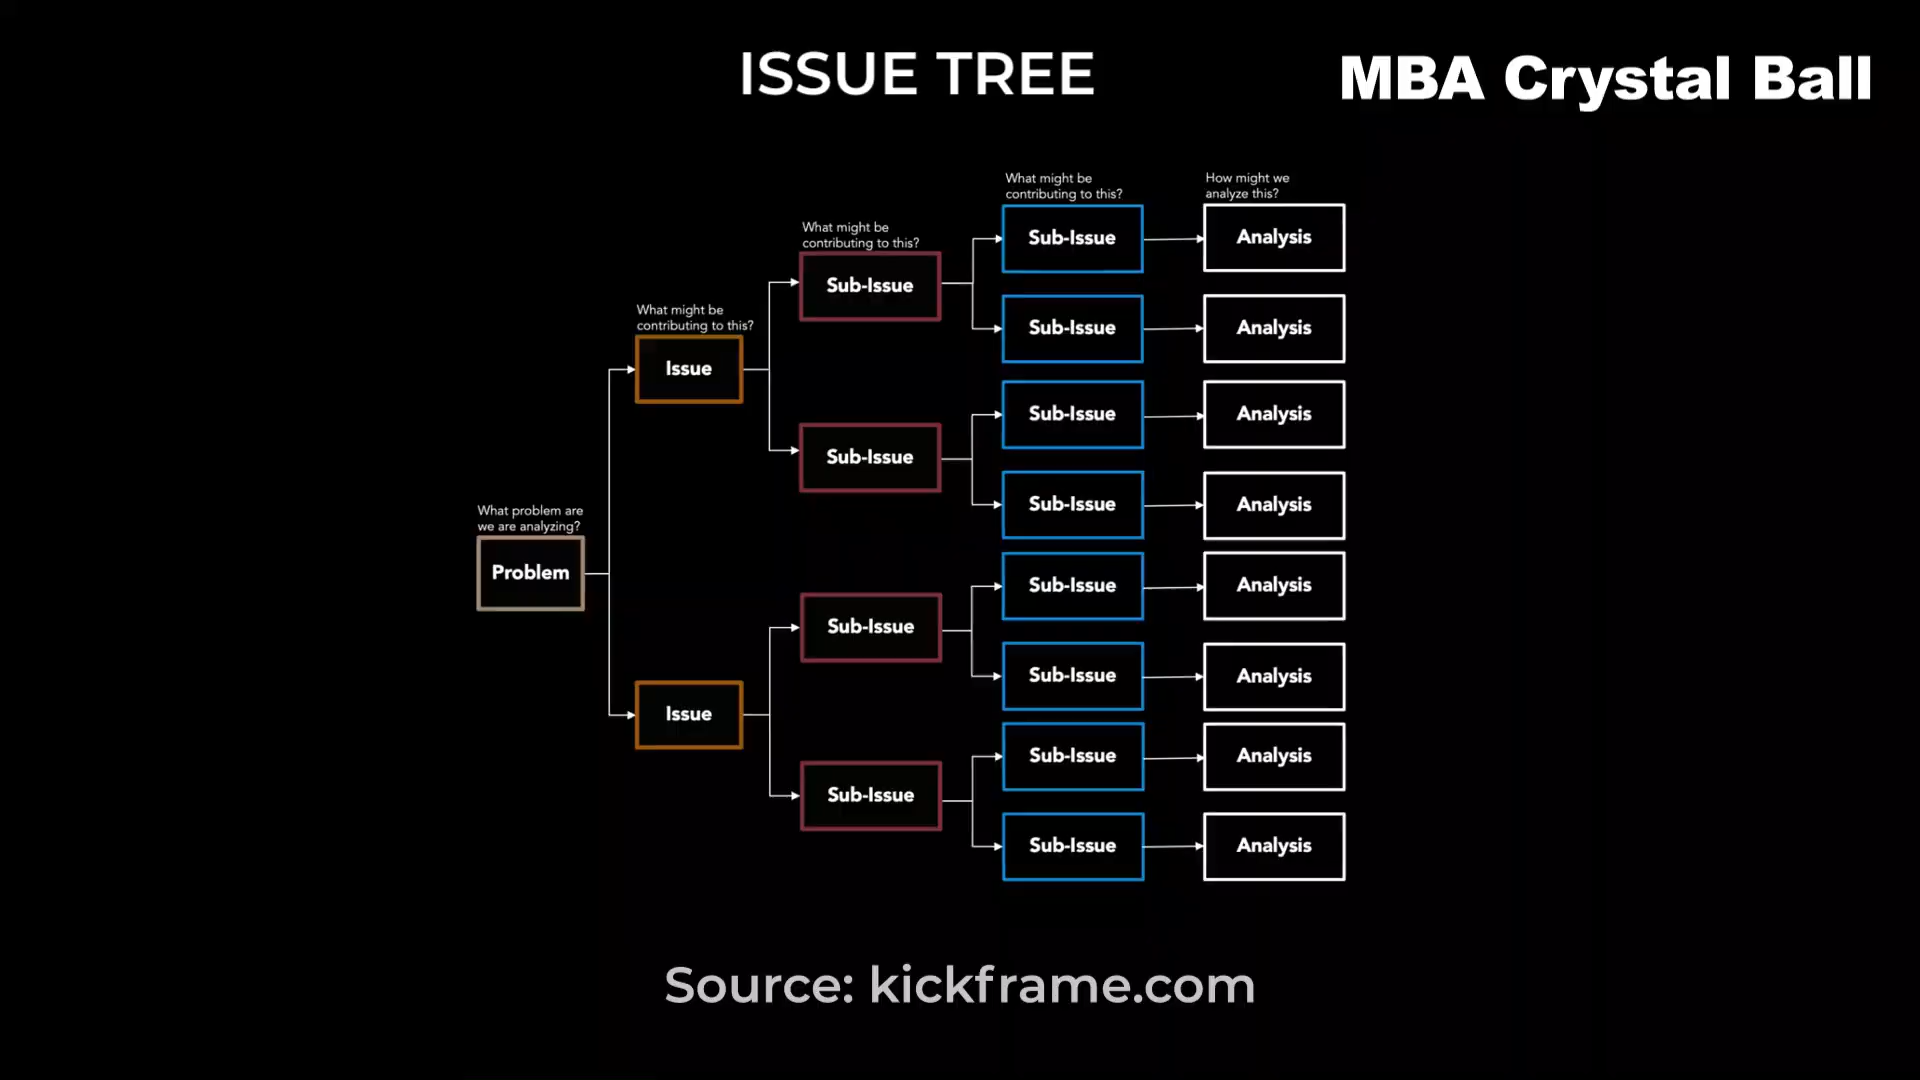 ISSUE TREE
MBA Crystal Ball
What problem are
we are analyzing?
Problem
What might be
contributing to this?
Issue
Issue
What might be
contributing to this?
Sub-Issue
Sub-Issue
Sub-Issue
Sub-Issue
What might be
contributing to this?
Sub-Issue
Sub-Issue
Sub-Issue
Sub-Issue
Sub-Issue
Sub-Issue
Sub-Issue
Sub-Issue
How might we
analyze this?
Analysis
Analysis
Analysis
Analysis
Analysis
Analysis
Analysis
Analysis
Source: kickframe.com